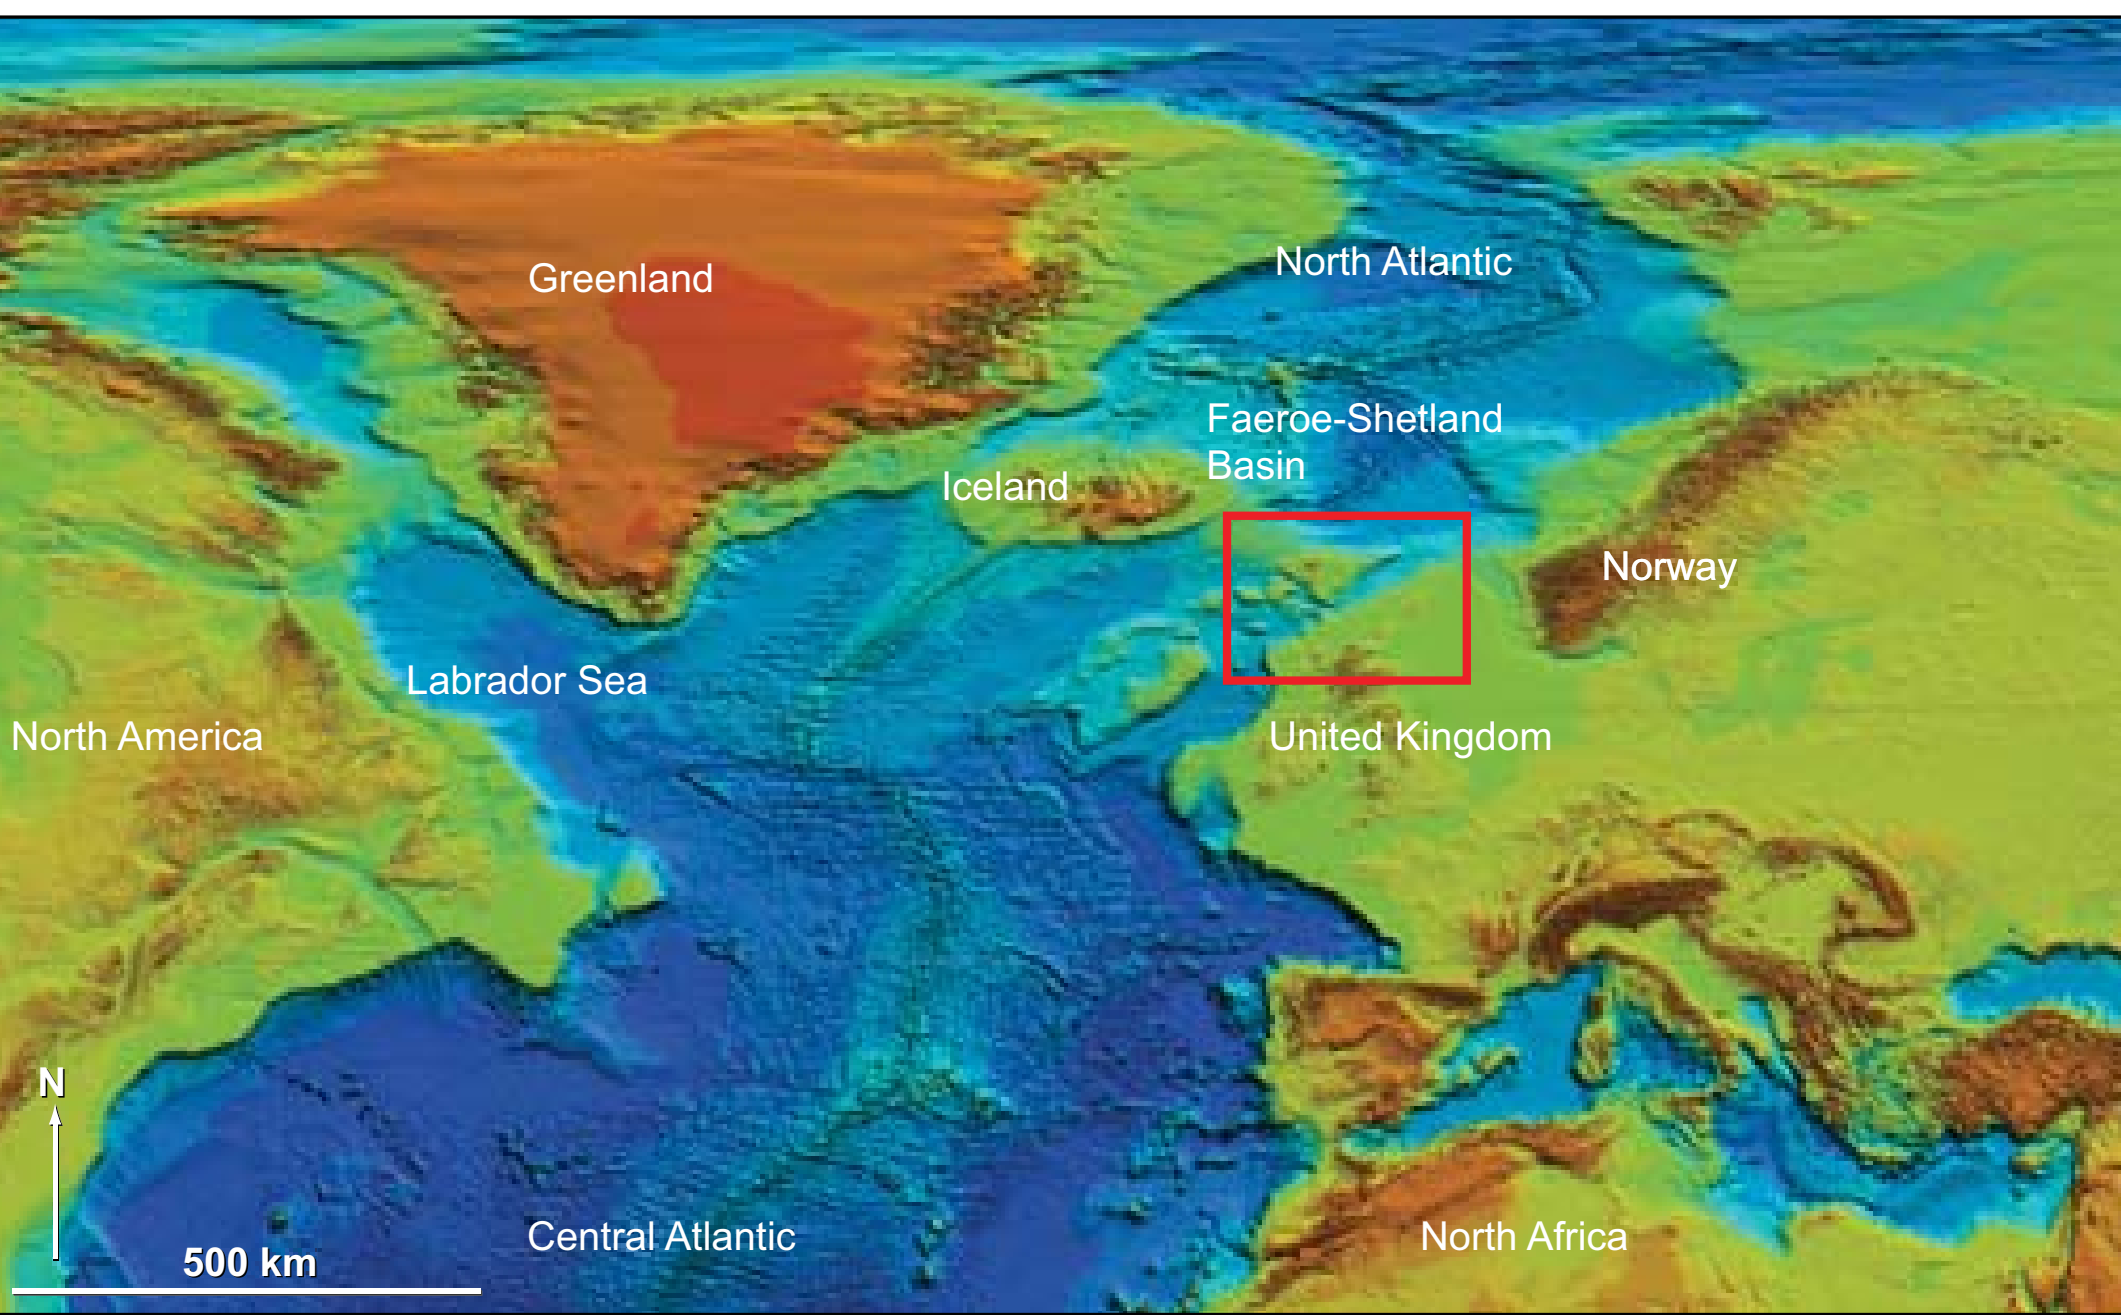 North Atlantic
Greenland
Faeroe-Shetland
Basin
Iceland
Norway
Labrador Sea
North America
United Kingdom
N
500 km
Central Atlantic
North Africa